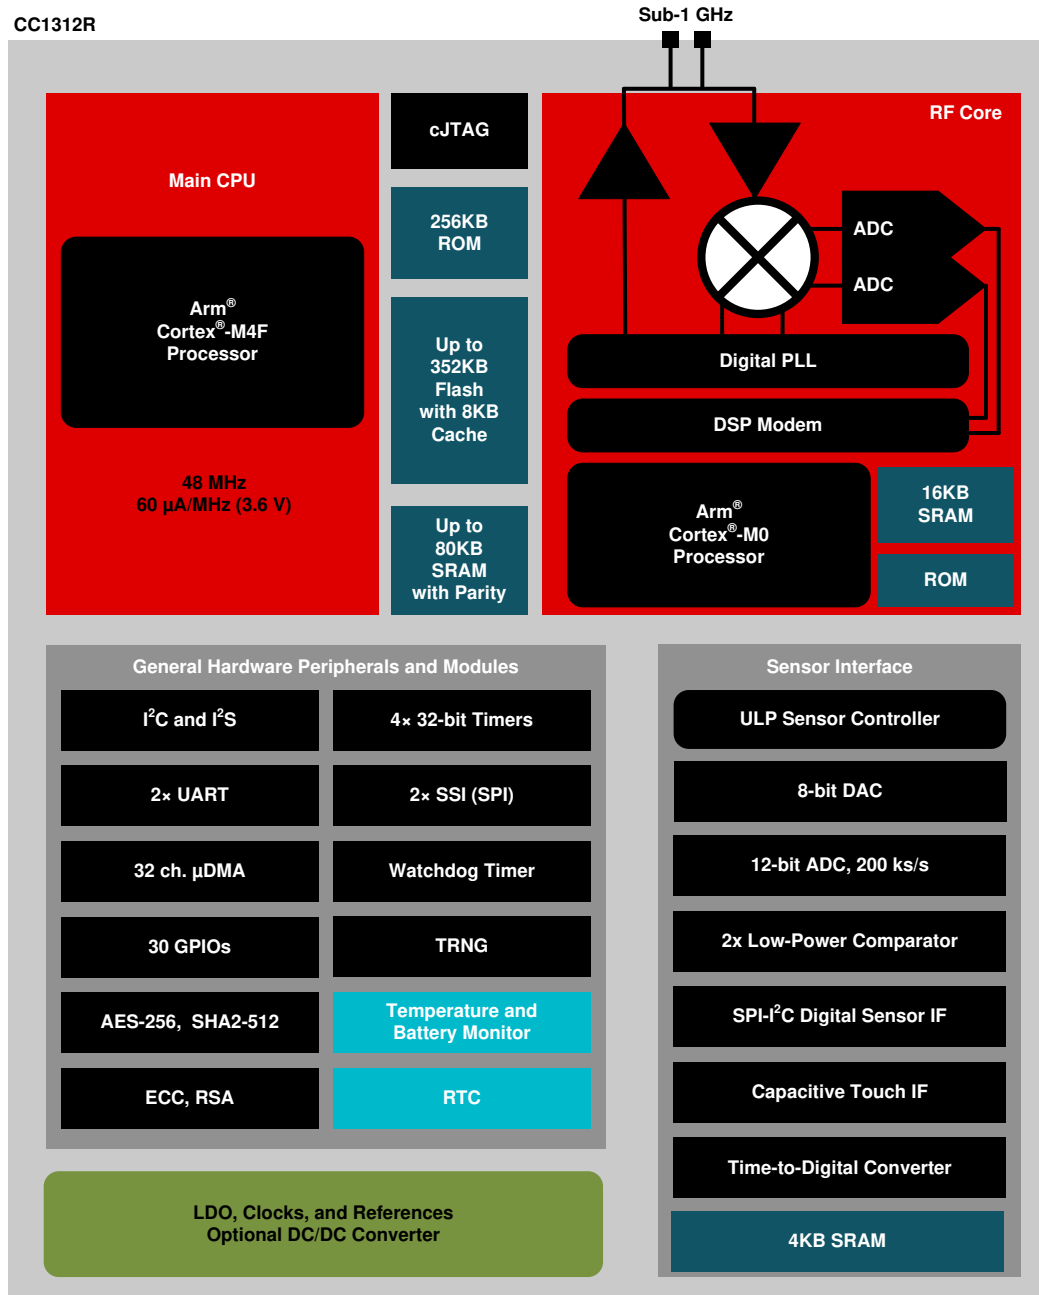 CC1312R
Sub-1 GHz
Main CPU
Arm®
Cortex®-M4F
Processor
48 MHz
60 µA/MHz (3.6 V)
cJTAG
256KB
ROM
Up to
352KB
Flash
with 8KB
Cache
Up to
80KB
SRAM
with Parity
RF Core
ADC
ADC
Digital PLL
DSP Modem
Arm®
Cortex®-M0
Processor
16KB
SRAM
ROM
General Hardware Peripherals and Modules
I²C and I²S
4× 32-bit Timers
2× UART
2× SSI (SPI)
32 ch. µDMA
Watchdog Timer
30 GPIOs
TRNG
AES-256, SHA2-512
Temperature and
Battery Monitor
ECC, RSA
RTC
LDO, Clocks, and References
Optional DC/DC Converter
Sensor Interface
ULP Sensor Controller
8-bit DAC
12-bit ADC, 200 ks/s
2x Low-Power Comparator
SPI-I²C Digital Sensor IF
Capacitive Touch IF
Time-to-Digital Converter
4KB SRAM